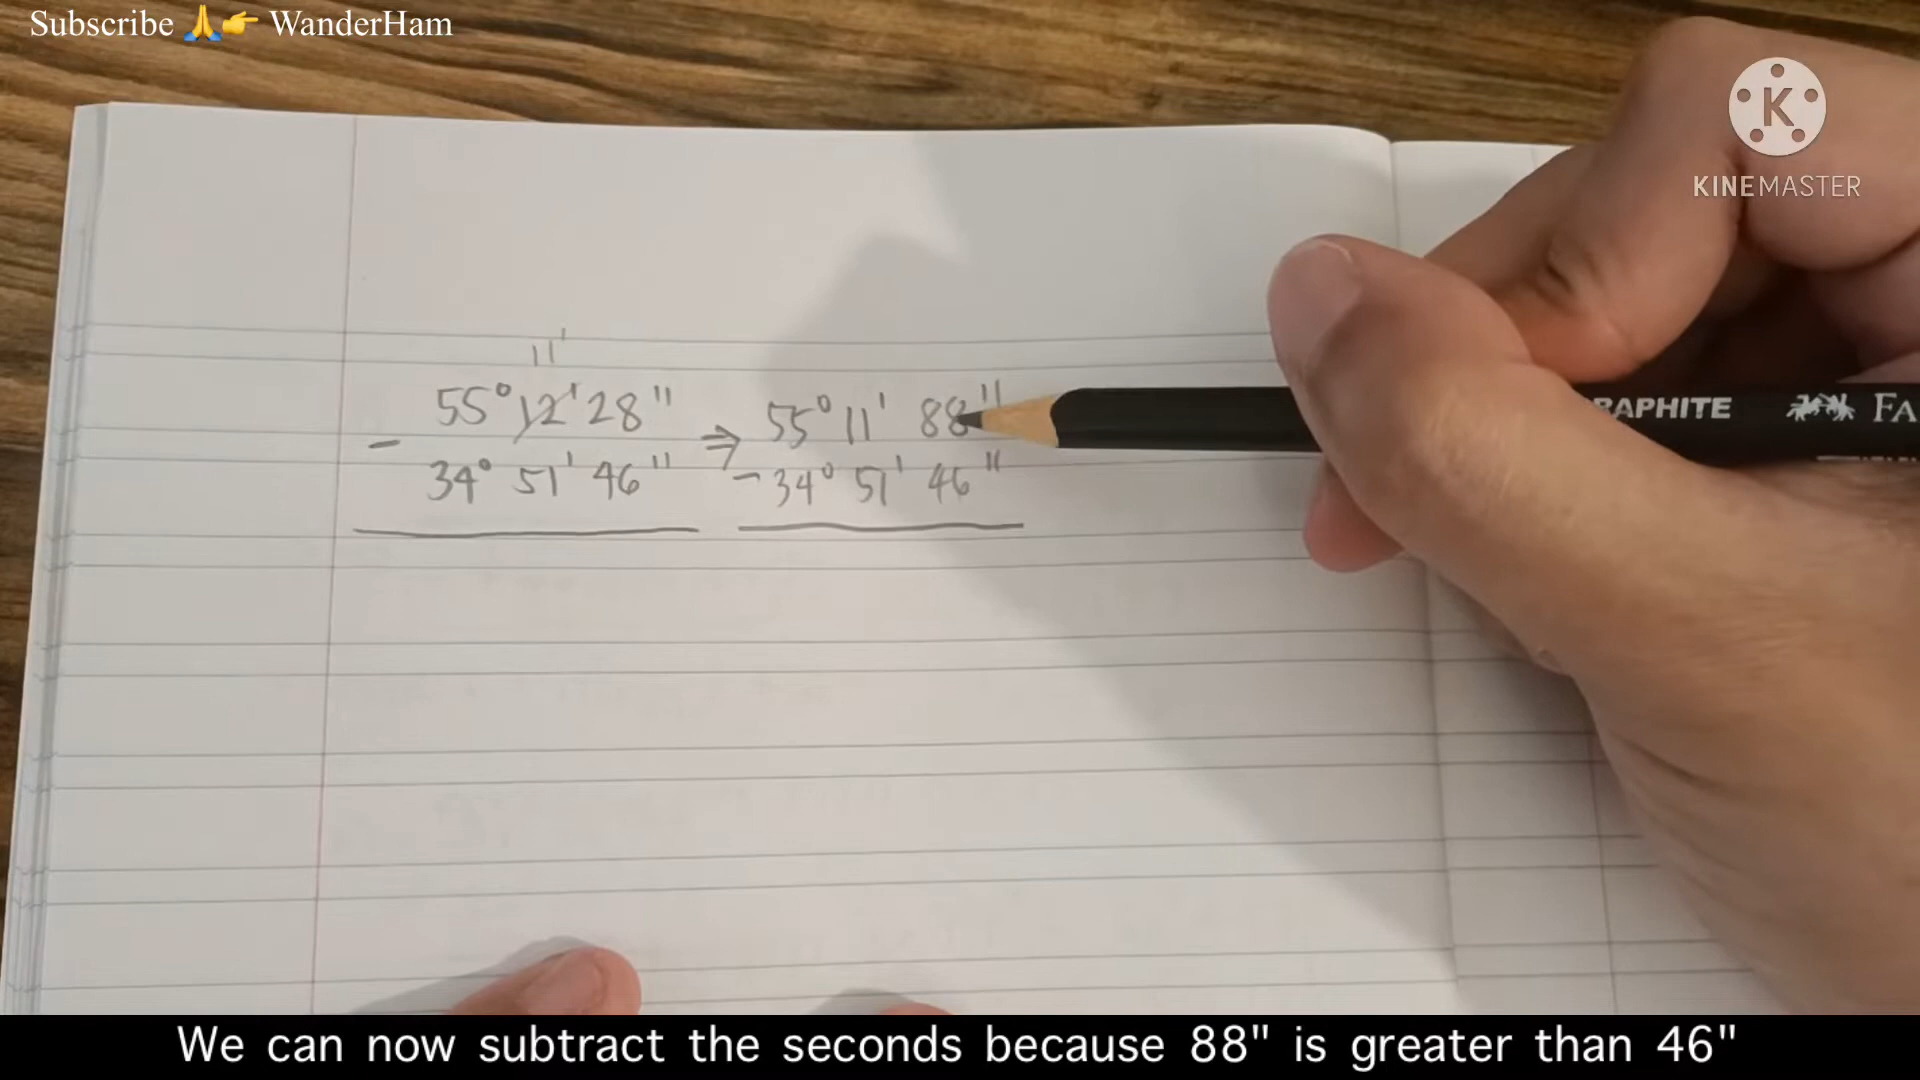 Subscribe 🙏👉 WanderHam
K
KINEMASTER
11'
55° 12' 28" ⇒ 55° 11' 88"
- 34° 51' 46" - 34° 51' 46"
RAPHITE FA
We can now subtract the seconds because 88" is greater than 46"